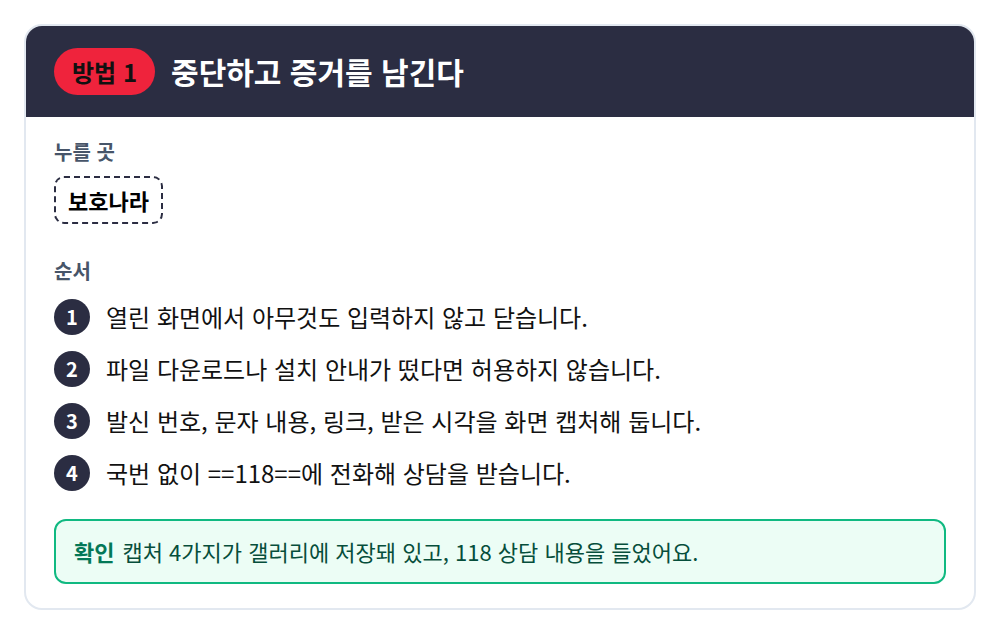 방법 1 중단하고 증거를 남긴다
누를 곳
보호나라
순서
1 열린 화면에서 아무것도 입력하지 않고 닫습니다.
2 파일 다운로드나 설치 안내가 떴다면 허용하지 않습니다.
3 발신 번호, 문자 내용, 링크, 받은 시각을 화면 캡처해 둡니다.
4 국번 없이 ==118==에 전화해 상담을 받습니다.
확인 캡처 4가지가 갤러리에 저장돼 있고, 118 상담 내용을 들었어요.